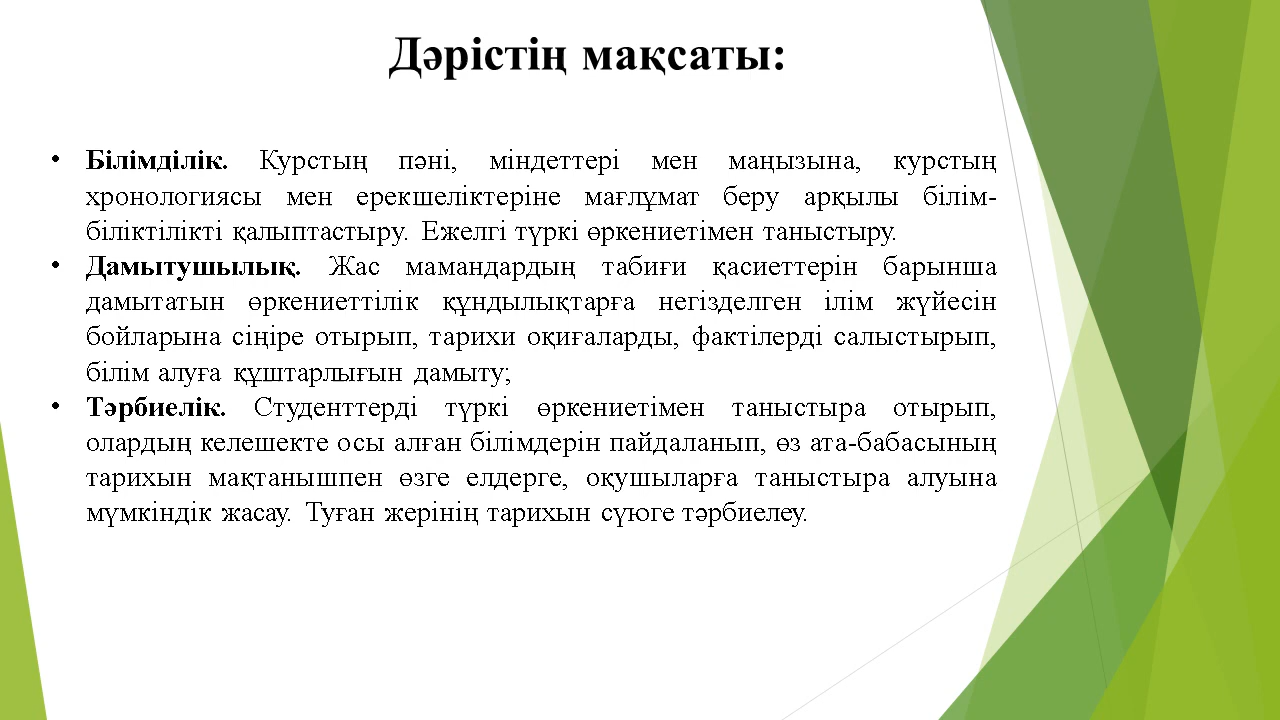 Дәрістің мақсаты:
• Білімділік. Курстың пәні, міндеттері мен маңызына, курстың
хронологиясы мен ерекшеліктеріне мағлұмат беру арқылы білім-
біліктілікті қалыптастыру. Ежелгі түркі өркениетімен таныстыру.
• Дамытушылық. Жас мамандардың табиғи қасиеттерін барынша
дамытатын өркениеттілік құндылықтарға негізделген ілім жүйесін
бойларына сіңіре отырып, тарихи оқиғаларды, фактілерді салыстырып,
білім алуға құштарлығын дамыту;
• Тәрбиелік. Студенттерді түркі өркениетімен таныстыра отырып,
олардың келешекте осы алған білімдерін пайдаланып, өз ата-бабасының
тарихын мақтанышпен өзге елдерге, оқушыларға таныстыра алуына
мүмкіндік жасау. Туған жерінің тарихын сүюге тәрбиелеу.